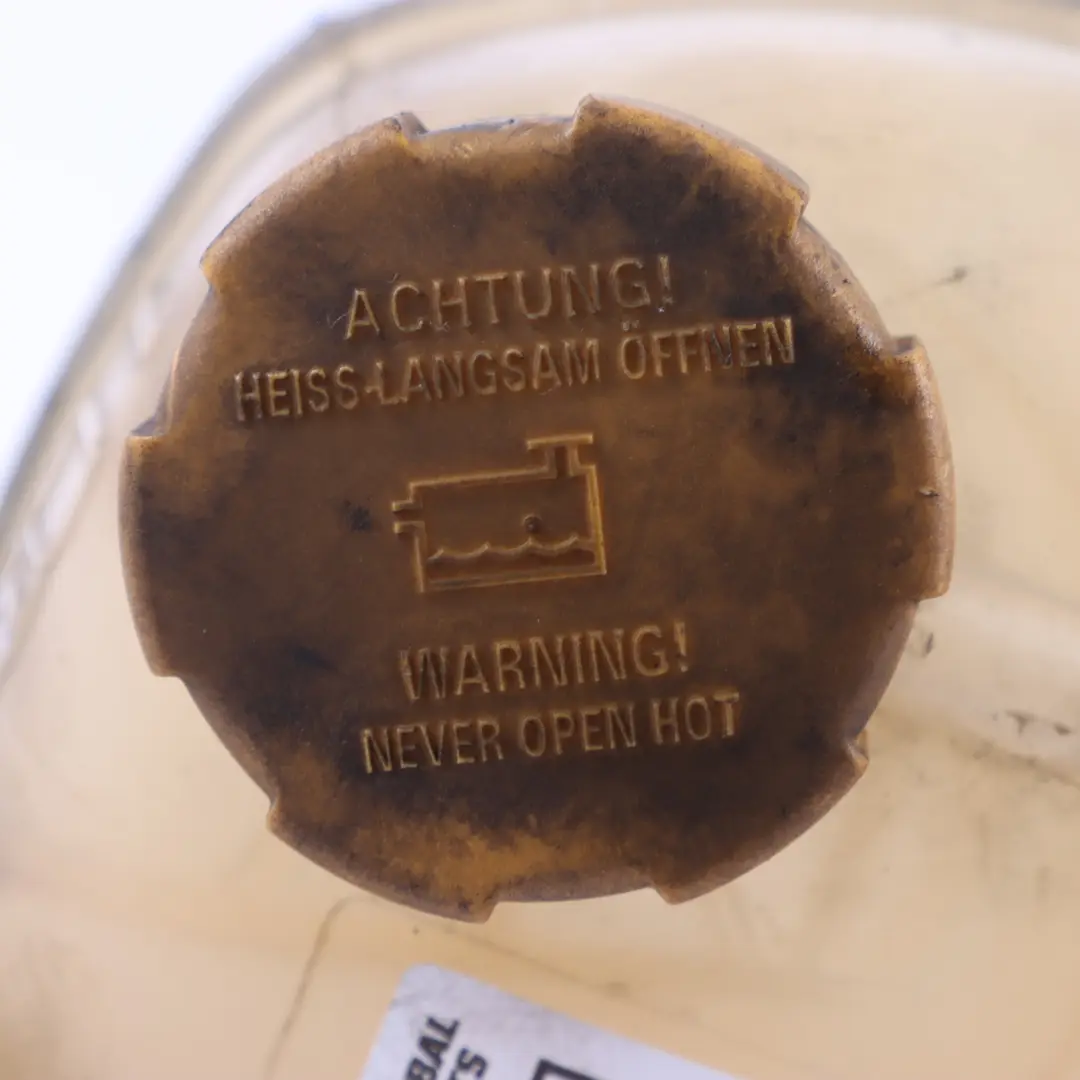 ACHTUNG!
HEISS-LANGSAM ÖFFNEN
WARNING!
NEVER OPEN HOT